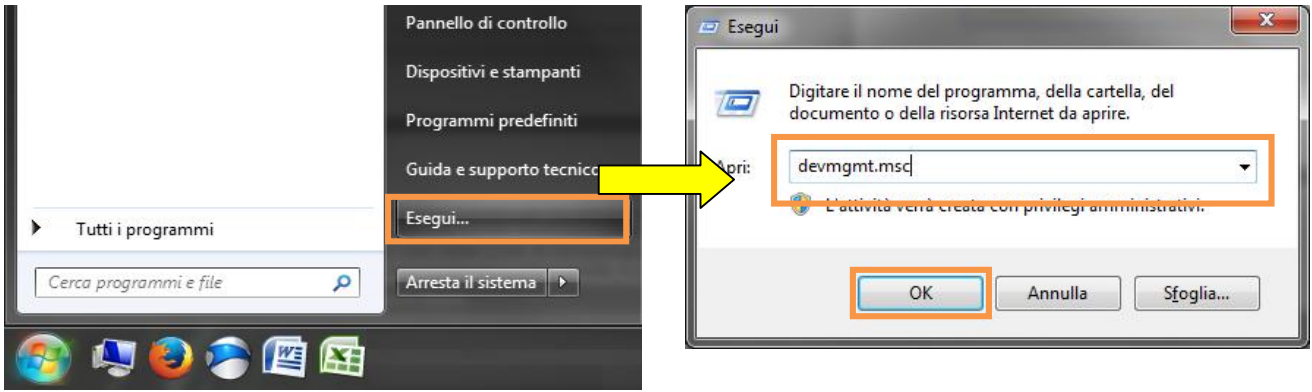 Pannello di controllo
Dispositivi e stampanti
Programmi predefiniti
Guida e supporto tecnico
Esegui...
Tutti i programmi
Cerca programmi e file
Arresta il sistema
Esegui
Digitare il nome del programma, della cartella, del
documento o della risorsa Internet da aprire.
Apri:
devmgmt.msc
L'attività verrà creata con privilegi amministrativi.
OK
Annulla
Sfoglia...